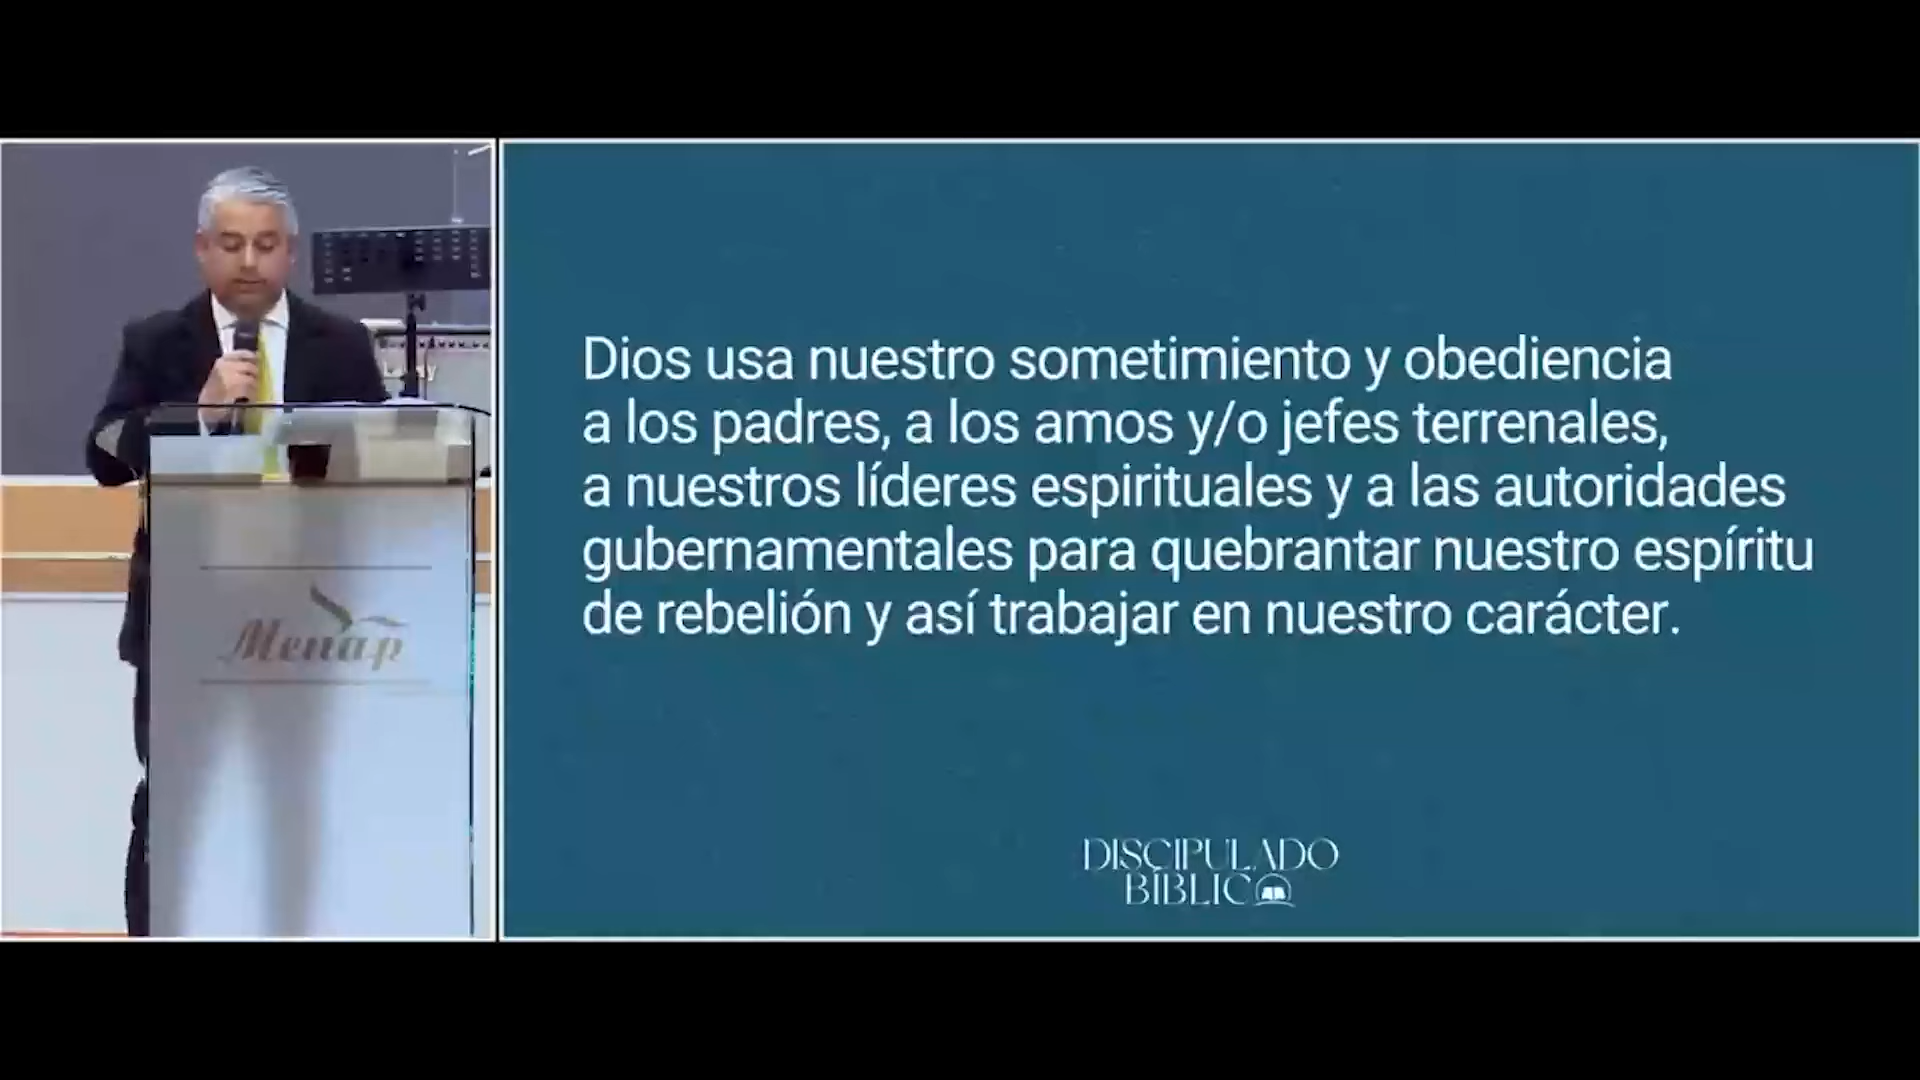 Dios usa nuestro sometimiento y obediencia
a los padres, a los amos y/o jefes terrenales,
a nuestros líderes espirituales y a las autoridades
gubernamentales para quebrantar nuestro espíritu
de rebelión y así trabajar en nuestro carácter.
Menap
DISCIPULADO
BÍBLICO